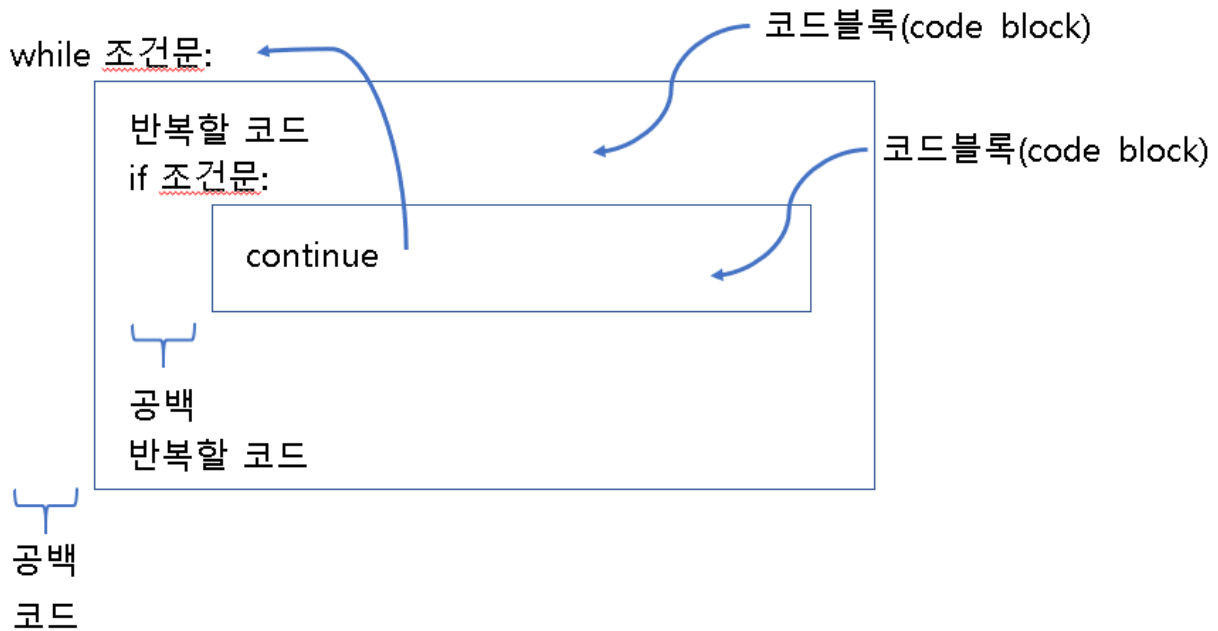 코드블록(code block)
while 조건문:
반복할 코드
코드블록(code block)
if 조건문:
continue
공백
반복할 코드
공백
코드